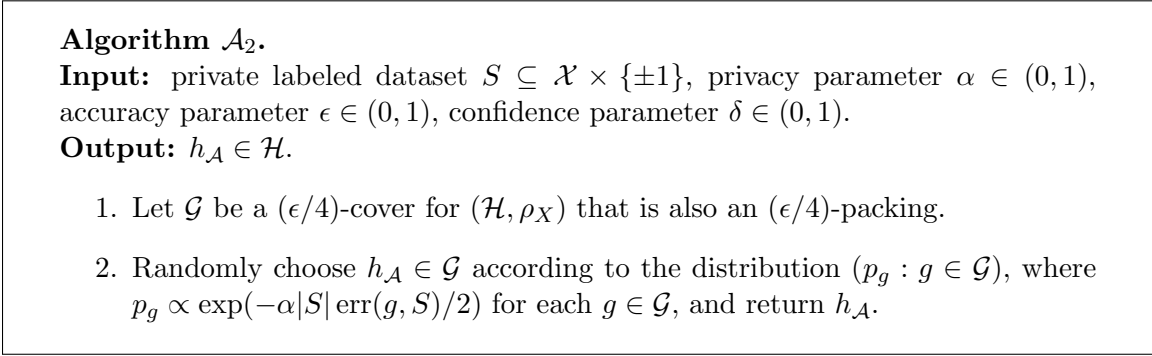 Algorithm 𝒜₂.
Input: private labeled dataset S ⊆ 𝒳 × {±1}, privacy parameter α ∈ (0, 1),
accuracy parameter ϵ ∈ (0, 1), confidence parameter δ ∈ (0, 1).
Output: h_𝒜 ∈ ℋ.
1. Let 𝒢 be a (ϵ/4)-cover for (ℋ, ρ_X) that is also an (ϵ/4)-packing.
2. Randomly choose h_𝒜 ∈ 𝒢 according to the distribution (p_g : g ∈ 𝒢), where
p_g ∝ exp(−α|S| err(g, S)/2) for each g ∈ 𝒢, and return h_𝒜.